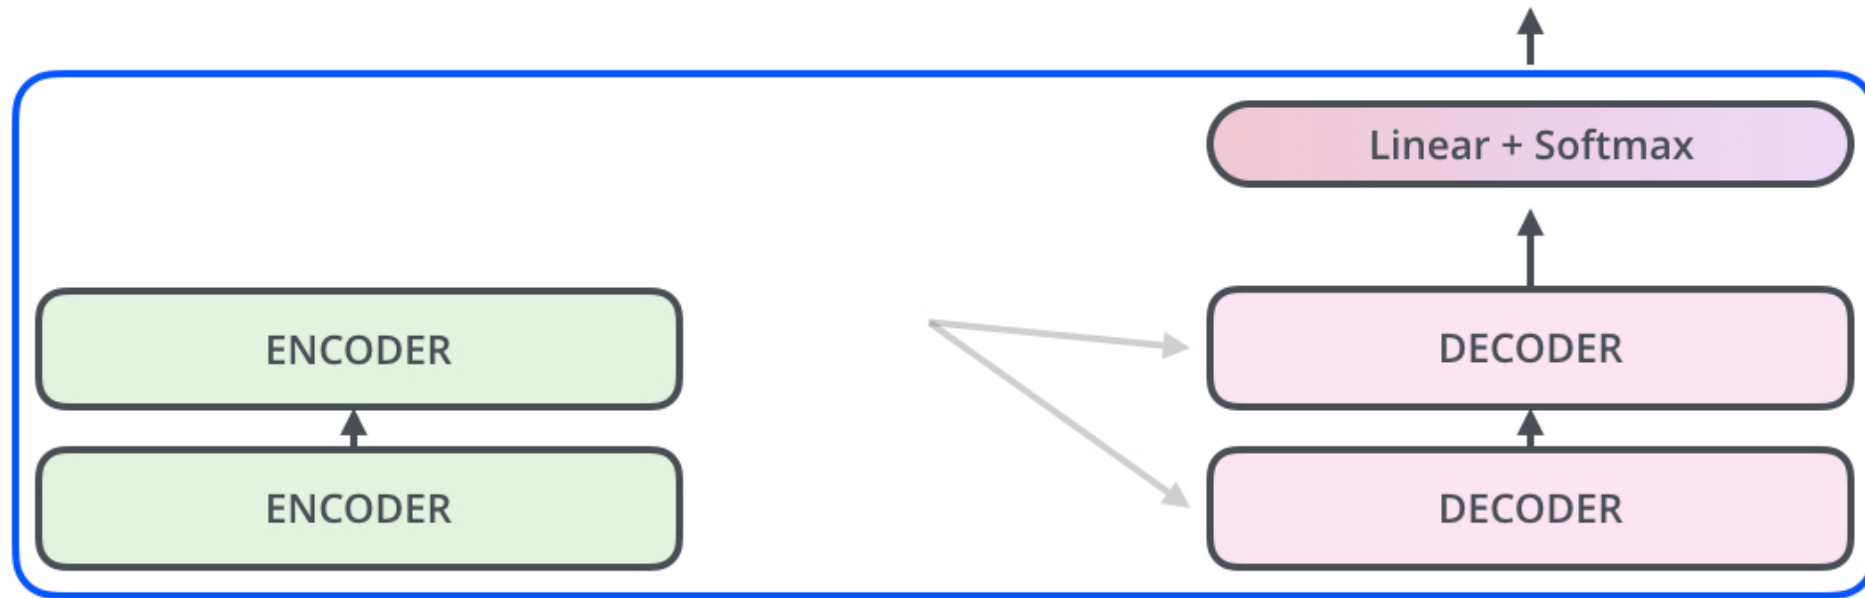 Linear + Softmax
ENCODER
DECODER
ENCODER
DECODER